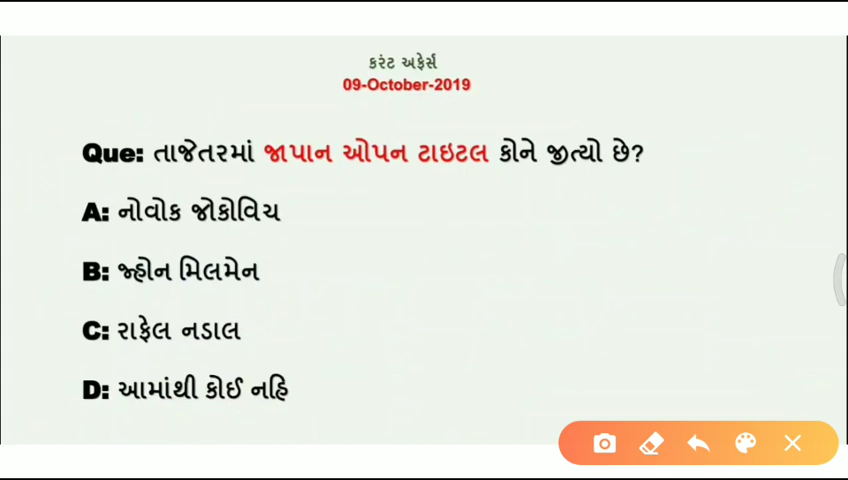 કરંટ અફેર્સ
09-October-2019
Que: તાજેતરમાં જાપાન ઓપન ટાઇટલ કોને જીત્યો છે?
A: નોવોક જોકોવિચ
B: જ્હોન મિલમેન
C: રાફેલ નડાલ
D: આમાંથી કોઈ નહિ